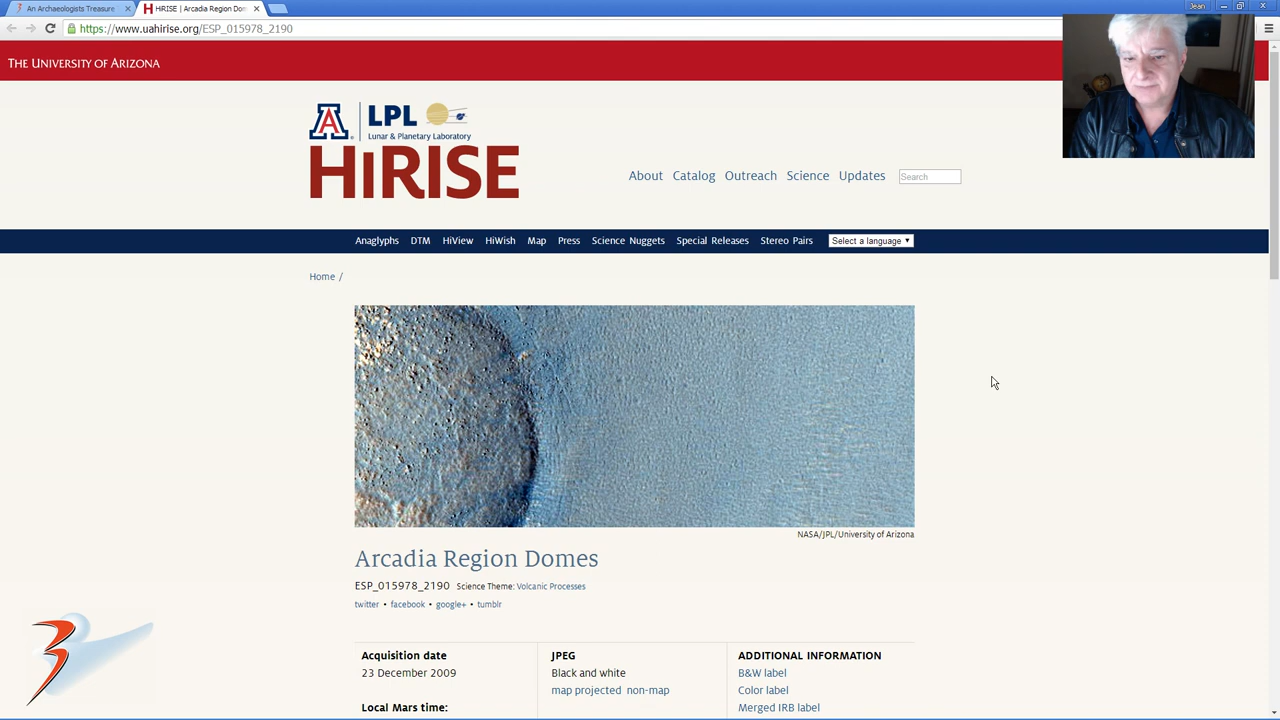 An Archaeologists Treasure
HiRISE | Arcadia Region Do
Jean
https://www.uahirise.org/ESP_015978_2190
THE UNIVERSITY OF ARIZONA
A LPL
Lunar & Planetary Laboratory
HiRISE
About Catalog Outreach Science Updates Search
Anaglyphs DTM HiView HiWish Map Press Science Nuggets Special Releases Stereo Pairs Select a language
Home /
NASA/JPL/University of Arizona
Arcadia Region Domes
ESP_015978_2190 Science Theme: Volcanic Processes
twitter • facebook • google+ • tumblr
Acquisition date
23 December 2009
Local Mars time:
JPEG
Black and white
map projected non-map
ADDITIONAL INFORMATION
B&W label
Color label
Merged IRB label